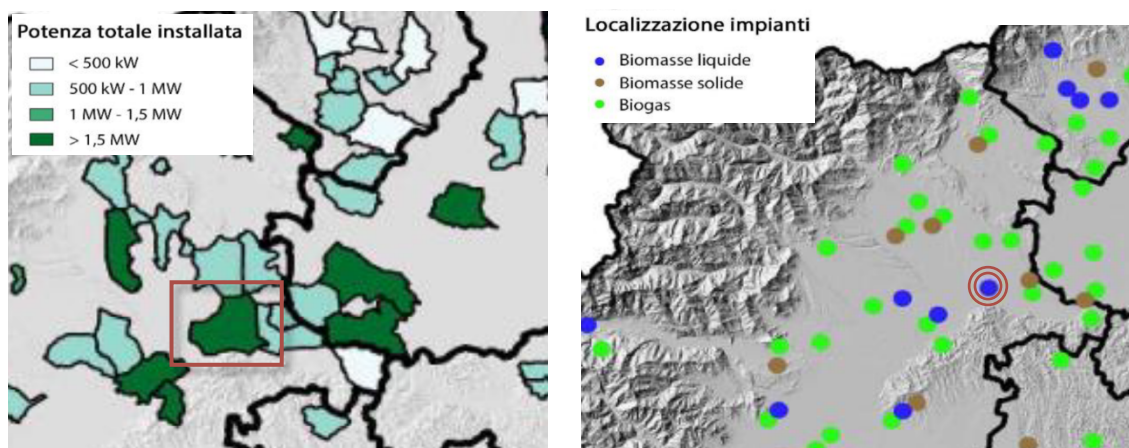 Potenza totale installata
< 500 kW
500 kW - 1 MW
1 MW - 1,5 MW
> 1,5 MW
Localizzazione impianti
Biomasse liquide
Biomasse solide
Biogas